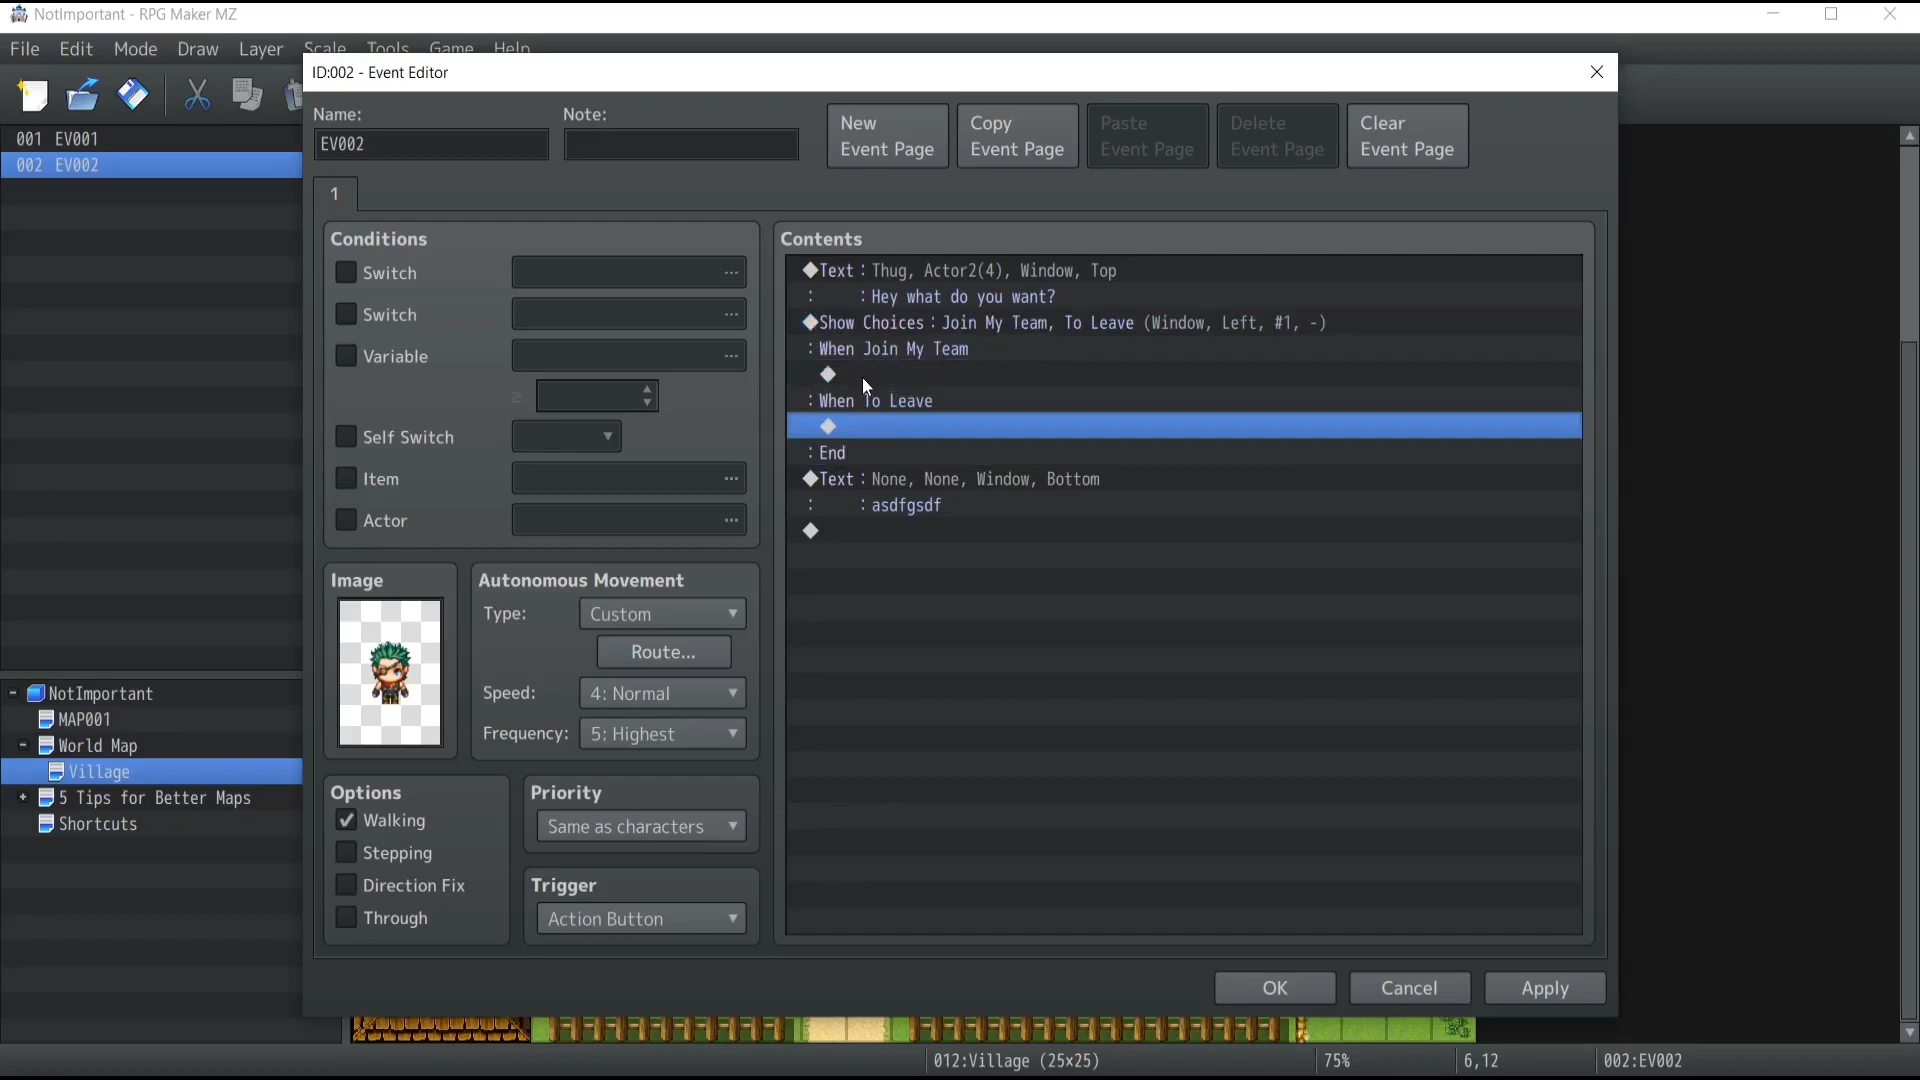 NotImportant - RPG Maker MZ
File Edit Mode Draw Layer Scale Tools Game Help
ID:002 - Event Editor
Name:
EV002
Note:
New Event Page
Copy Event Page
Paste Event Page
Delete Event Page
Clear Event Page
001 EV001
002 EV002
1
Conditions
Switch ...
Switch ...
Variable ...
≥
Self Switch
Item ...
Actor ...
Image
Autonomous Movement
Type: Custom
Route...
Speed: 4: Normal
Frequency: 5: Highest
Options
Walking
Stepping
Direction Fix
Through
Priority
Same as characters
Trigger
Action Button
Contents
◆Text : Thug, Actor2(4), Window, Top
: : Hey what do you want?
◆Show Choices : Join My Team, To Leave (Window, Left, #1, -)
: When Join My Team
◆
: When To Leave
◆
: End
◆Text : None, None, Window, Bottom
: : asdfgsdf
◆
OK Cancel Apply
NotImportant
MAP001
World Map
Village
5 Tips for Better Maps
Shortcuts
012:Village (25x25) 75% 6,12 002:EV002